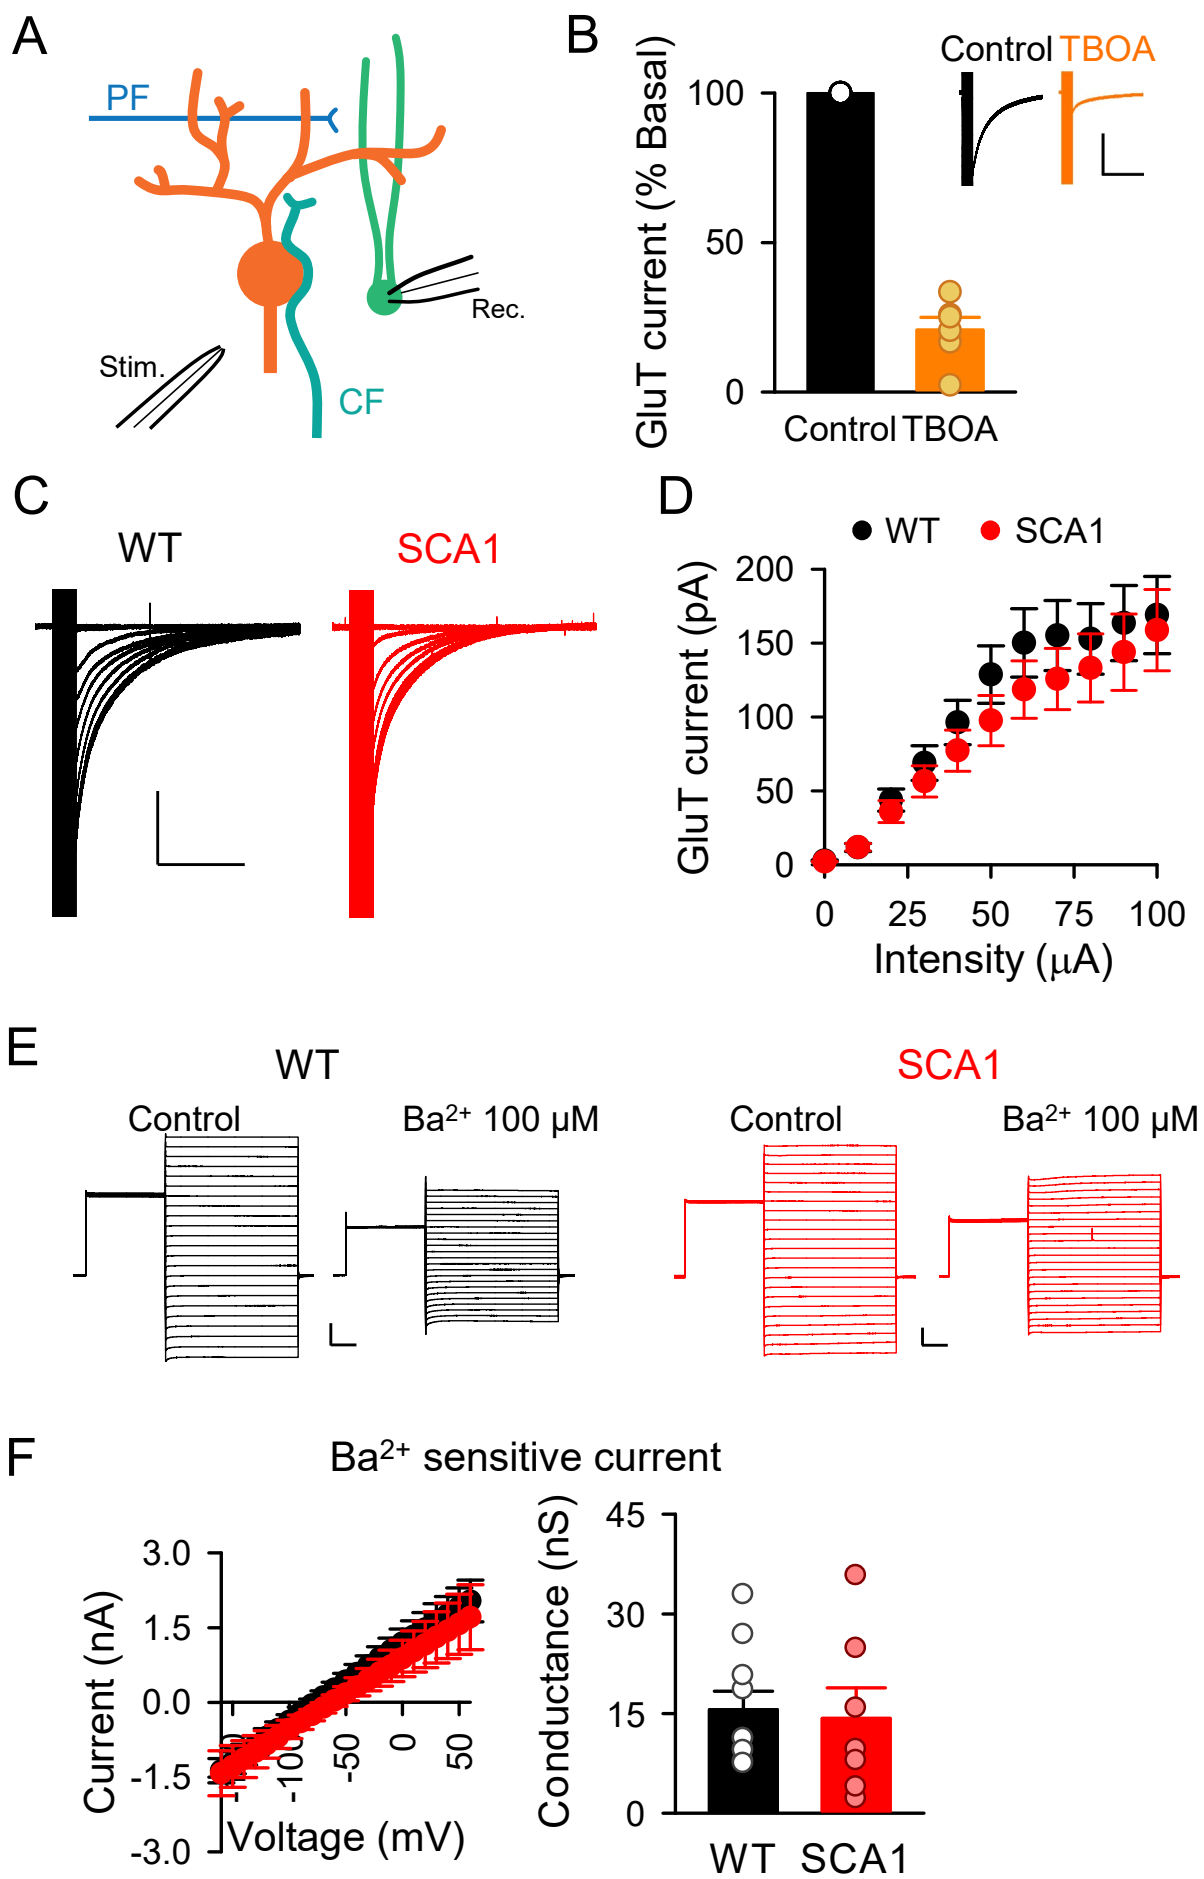 A
PF
Stim.
CF
Rec.
B
Control TBOA
GluT current (% Basal)
100
50
0
Control TBOA
C
WT
SCA1
D
WT SCA1
GluT current (pA)
200
150
100
50
0
0 25 50 75 100
Intensity (μA)
E
WT
SCA1
Control
Ba²⁺ 100 μM
Control
Ba²⁺ 100 μM
F
Ba²⁺ sensitive current
Current (nA)
3.0
1.5
0.0
-1.5
-3.0
-100 -50 0 50
Voltage (mV)
Conductance (nS)
45
30
15
0
WT SCA1